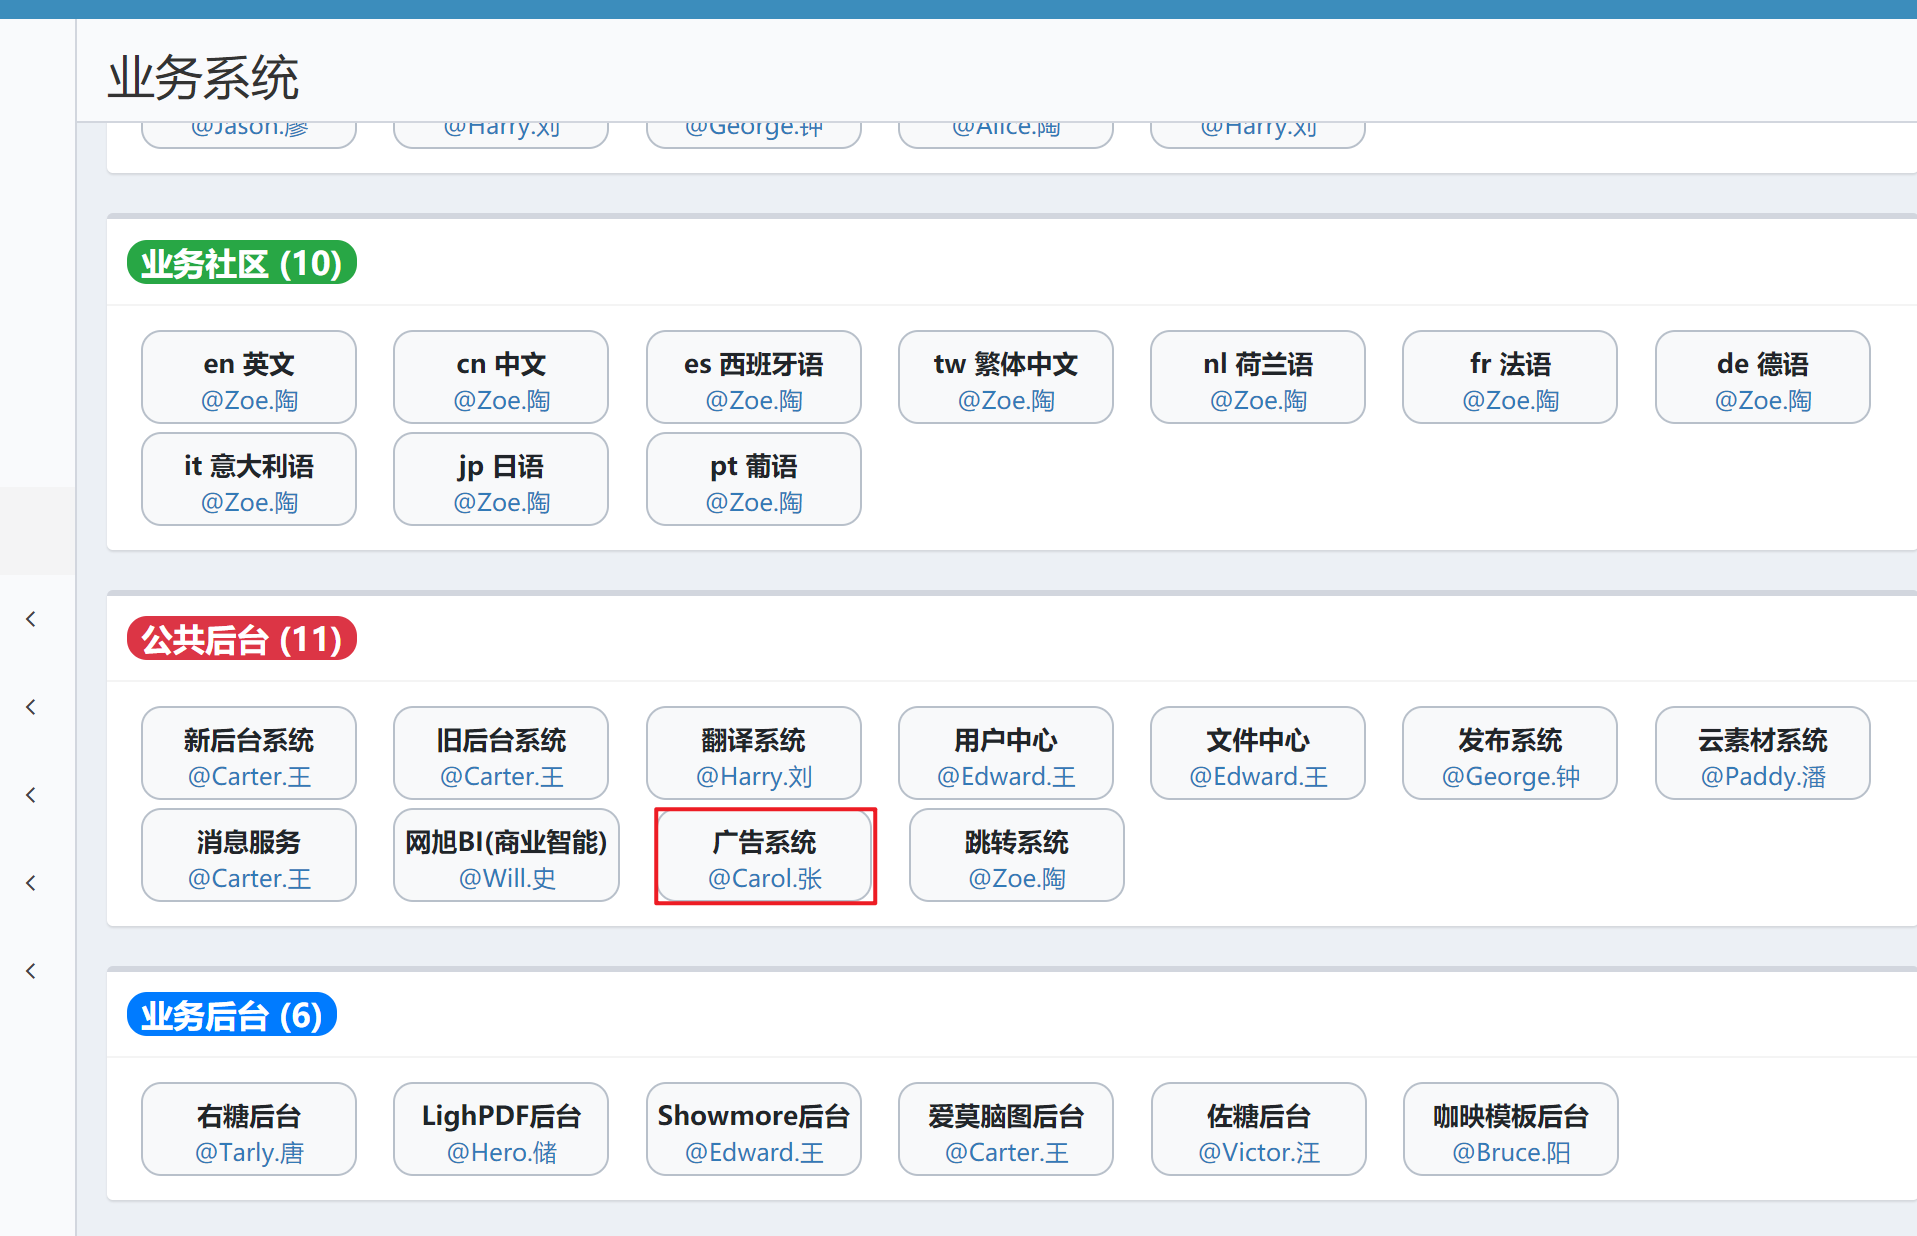 业务系统
@Jason.廖
@Harry.刘
@George.钟
@Alice.陶
@Harry.刘
业务社区 (10)
en 英文
@Zoe.陶
cn 中文
@Zoe.陶
es 西班牙语
@Zoe.陶
tw 繁体中文
@Zoe.陶
nl 荷兰语
@Zoe.陶
fr 法语
@Zoe.陶
de 德语
@Zoe.陶
it 意大利语
@Zoe.陶
jp 日语
@Zoe.陶
pt 葡语
@Zoe.陶
公共后台 (11)
新后台系统
@Carter.王
旧后台系统
@Carter.王
翻译系统
@Harry.刘
用户中心
@Edward.王
文件中心
@Edward.王
发布系统
@George.钟
云素材系统
@Paddy.潘
消息服务
@Carter.王
网旭BI(商业智能)
@Will.史
广告系统
@Carol.张
跳转系统
@Zoe.陶
业务后台 (6)
右糖后台
@Tarly.唐
LighPDF后台
@Hero.储
Showmore后台
@Edward.王
爱莫脑图后台
@Carter.王
佐糖后台
@Victor.汪
咖映模板后台
@Bruce.阳